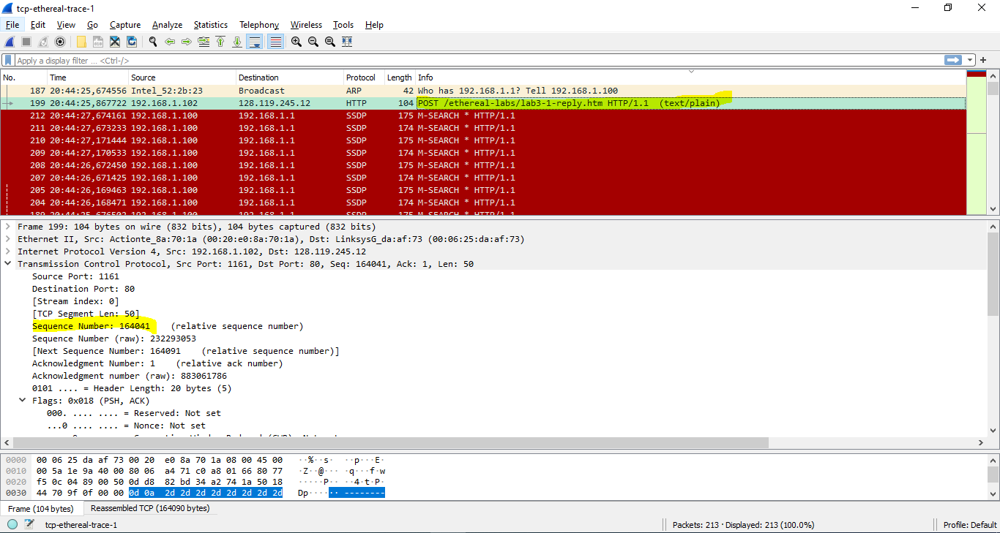 tcp-ethereal-trace-1
File Edit View Go Capture Analyze Statistics Telephony Wireless Tools Help
Apply a display filter ... <Ctrl-/>
No. Time Source Destination Protocol Length Info
187 20:44:25,674556 Intel_52:2b:23 Broadcast ARP 42 Who has 192.168.1.1? Tell 192.168.1.100
199 20:44:25,867722 192.168.1.102 128.119.245.12 HTTP 104 POST /ethereal-labs/lab3-1-reply.htm HTTP/1.1 (text/plain)
212 20:44:27,674161 192.168.1.100 192.168.1.1 SSDP 175 M-SEARCH * HTTP/1.1
211 20:44:27,673233 192.168.1.100 192.168.1.1 SSDP 174 M-SEARCH * HTTP/1.1
210 20:44:27,171444 192.168.1.100 192.168.1.1 SSDP 175 M-SEARCH * HTTP/1.1
209 20:44:27,170533 192.168.1.100 192.168.1.1 SSDP 174 M-SEARCH * HTTP/1.1
208 20:44:26,672450 192.168.1.100 192.168.1.1 SSDP 175 M-SEARCH * HTTP/1.1
207 20:44:26,671425 192.168.1.100 192.168.1.1 SSDP 174 M-SEARCH * HTTP/1.1
205 20:44:26,169463 192.168.1.100 192.168.1.1 SSDP 175 M-SEARCH * HTTP/1.1
204 20:44:26,168471 192.168.1.100 192.168.1.1 SSDP 174 M-SEARCH * HTTP/1.1
Frame 199: 104 bytes on wire (832 bits), 104 bytes captured (832 bits)
Ethernet II, Src: Actionte_8a:70:1a (00:20:e0:8a:70:1a), Dst: LinksysG_da:af:73 (00:06:25:da:af:73)
Internet Protocol Version 4, Src: 192.168.1.102, Dst: 128.119.245.12
Transmission Control Protocol, Src Port: 1161, Dst Port: 80, Seq: 164041, Ack: 1, Len: 50
Source Port: 1161
Destination Port: 80
[Stream index: 0]
[TCP Segment Len: 50]
Sequence Number: 164041 (relative sequence number)
Sequence Number (raw): 232293053
[Next Sequence Number: 164091 (relative sequence number)]
Acknowledgment Number: 1 (relative ack number)
Acknowledgment number (raw): 883061786
0101 .... = Header Length: 20 bytes (5)
Flags: 0x018 (PSH, ACK)
000. .... .... = Reserved: Not set
...0 .... .... = Nonce: Not set
0000 00 06 25 da af 73 00 20 e0 8a 70 1a 08 00 45 00 ··%··s· ··p···E·
0010 00 5a 1e 9a 40 00 80 06 a4 71 c0 a8 01 66 80 77 ·Z··@··· ·q···f·w
0020 f5 0c 04 89 00 50 0d d8 82 bd 34 a2 74 1a 50 18 ·····P·· ··4·t·P·
0030 44 70 9f 0f 00 00 0d 0a 2d 2d 2d 2d 2d 2d 2d 2d Dp······ --------
Frame (104 bytes) Reassembled TCP (164090 bytes)
tcp-ethereal-trace-1 Packets: 213 · Displayed: 213 (100.0%) Profile: Default